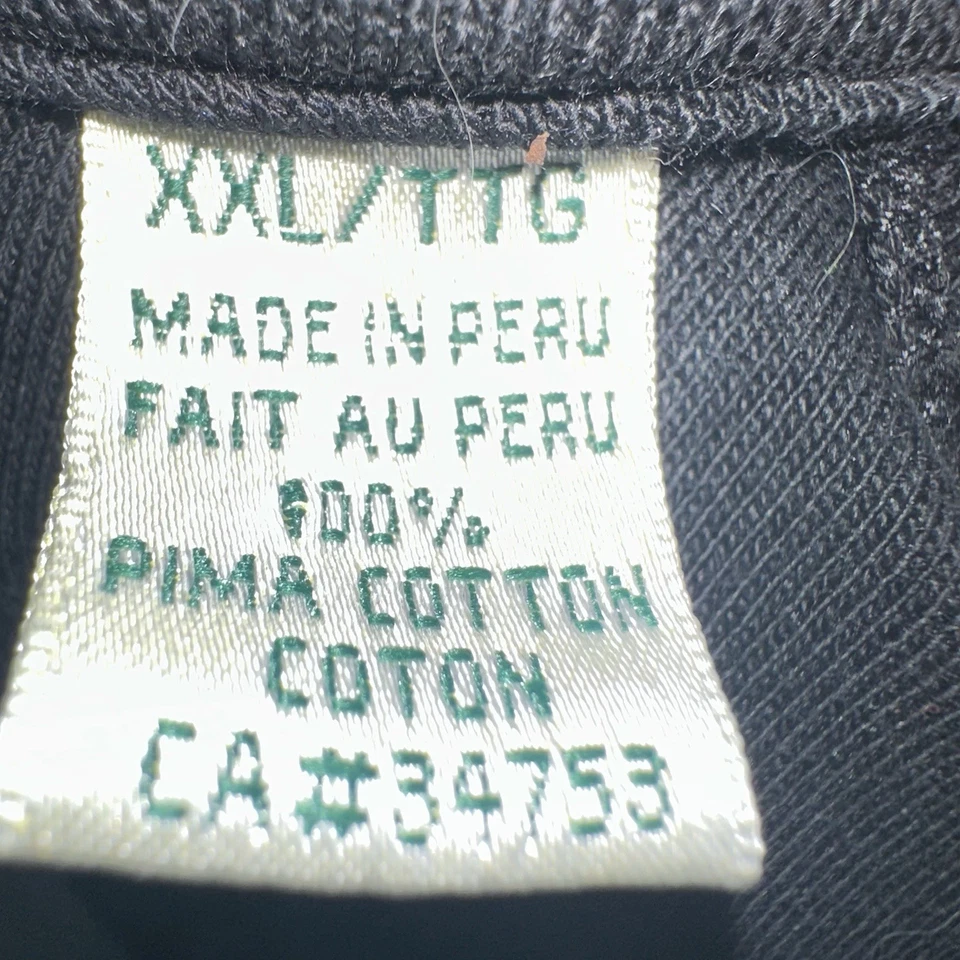 XXL/TTG
MADE IN PERU
FAIT AU PERU
100%
PIMA COTTON
COTON
CA#34753